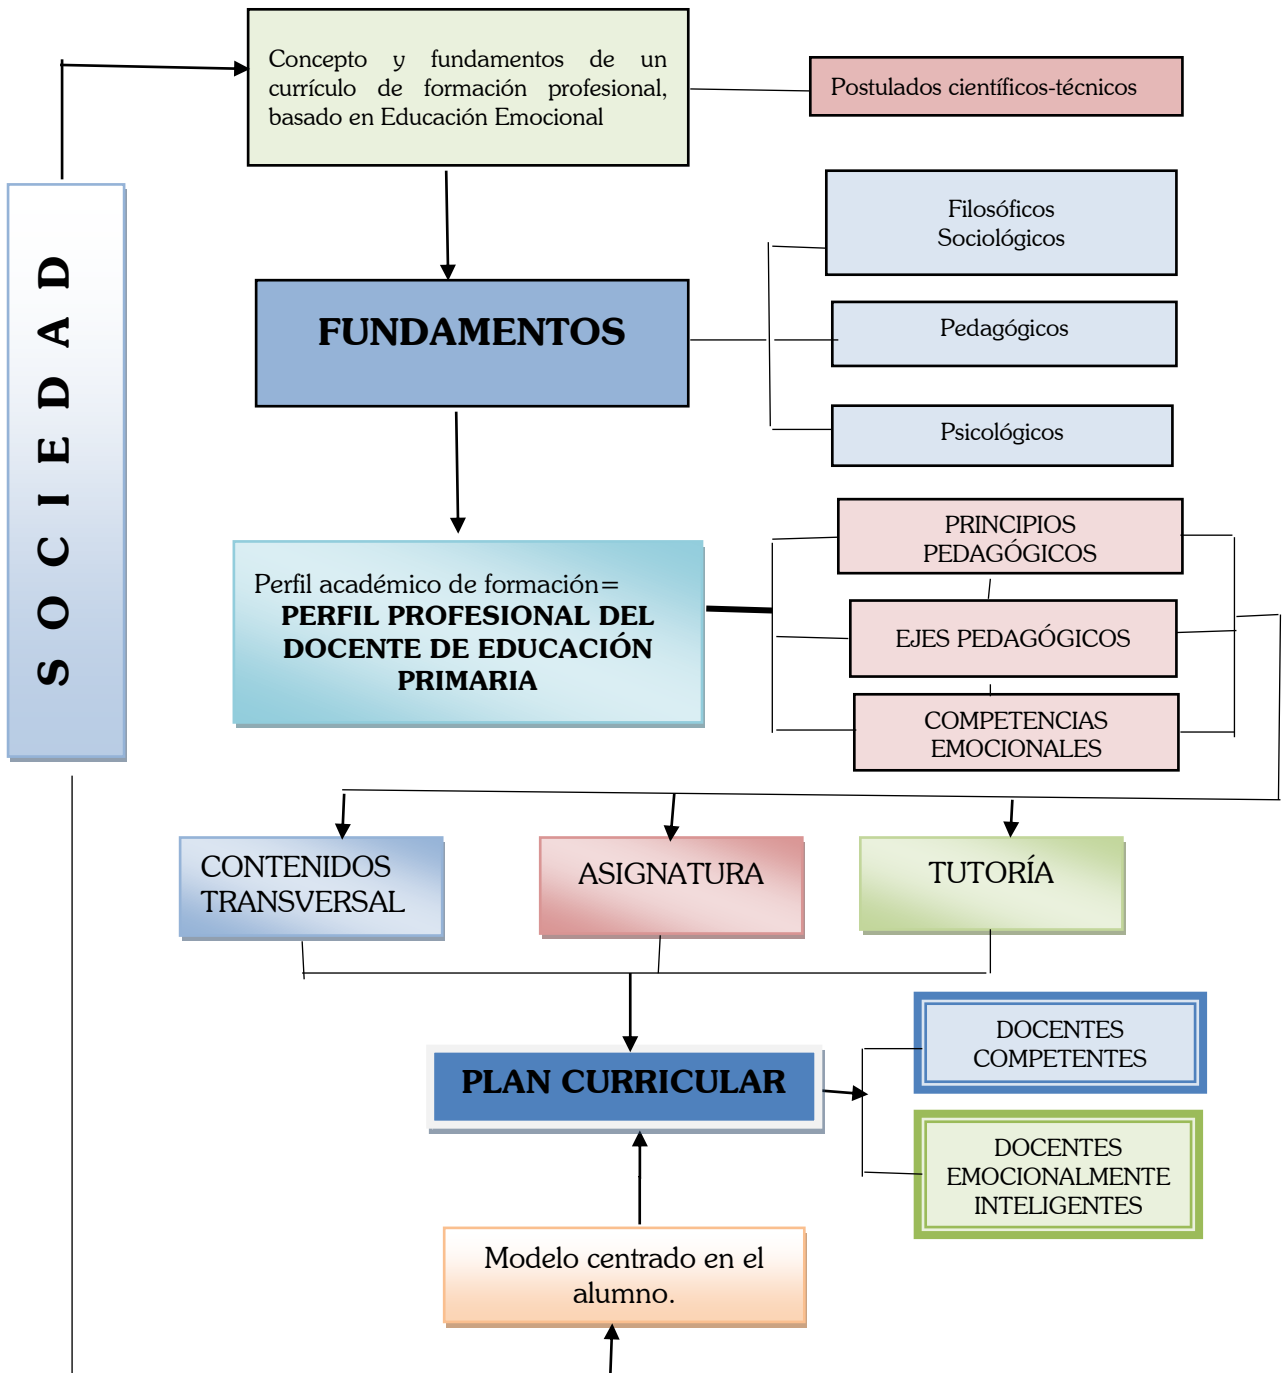 Concepto y fundamentos de un
currículo de formación profesional,
basado en Educación Emocional
Postulados científicos-técnicos
SOCIEDAD
Filosóficos
Sociológicos
FUNDAMENTOS
Pedagógicos
Psicológicos
PRINCIPIOS
PEDAGÓGICOS
Perfil académico de formación=
PERFIL PROFESIONAL DEL
DOCENTE DE EDUCACIÓN
PRIMARIA
EJES PEDAGÓGICOS
COMPETENCIAS
EMOCIONALES
CONTENIDOS
TRANSVERSAL
ASIGNATURA
TUTORÍA
PLAN CURRICULAR
DOCENTES
COMPETENTES
DOCENTES
EMOCIONALMENTE
INTELIGENTES
Modelo centrado en el
alumno.